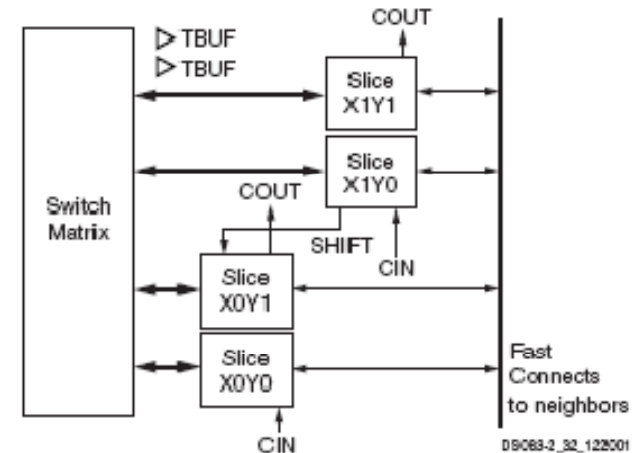 COUT
TBUF
TBUF
Slice
X1Y1
Slice
X1Y0
COUT
Switch
Matrix
SHIFT
CIN
Slice
X0Y1
Slice
X0Y0
Fast
Connects
to neighbors
CIN
DS083-2_32_122001